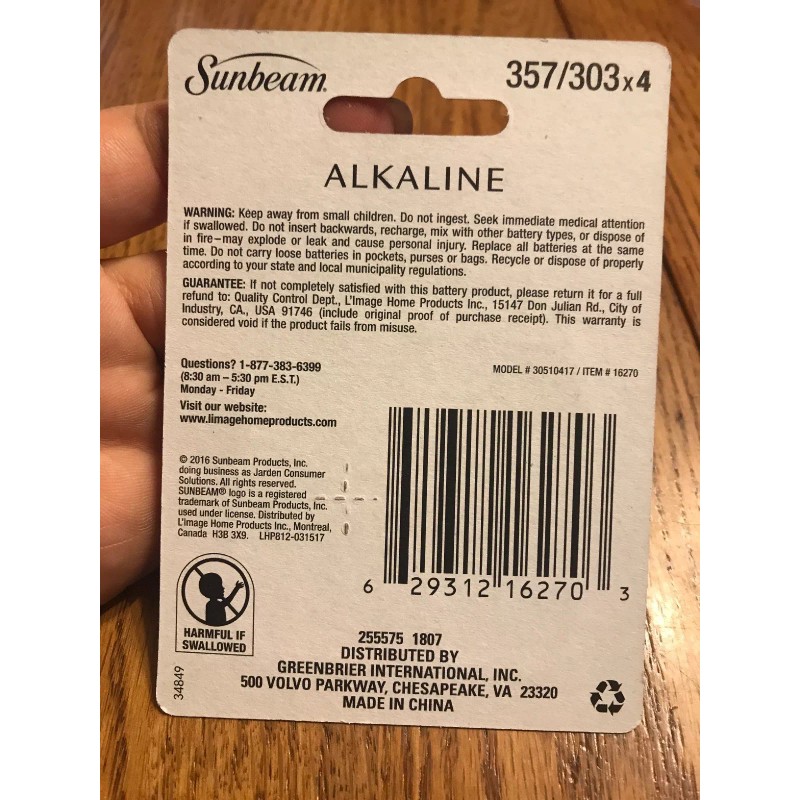 Sunbeam.
357/303 x 4
ALKALINE
WARNING: Keep away from small children. Do not ingest. Seek immediate medical attention
if swallowed. Do not insert backwards, recharge, mix with other battery types, or dispose of
in fire–may explode or leak and cause personal injury. Replace all batteries at the same
time. Do not carry loose batteries in pockets, purses or bags. Recycle or dispose of properly
according to your state and local municipality regulations.
GUARANTEE: If not completely satisfied with this battery product, please return it for a full
refund to: Quality Control Dept., L'Image Home Products Inc., 15147 Don Julian Rd., City of
Industry, CA., USA 91746 (include original proof of purchase receipt). This warranty is
considered void if the product fails from misuse.
Questions? 1-877-383-6399
(8:30 am – 5:30 pm E.S.T.)
Monday - Friday
Visit our website:
www.limagehomeproducts.com
MODEL # 30510417 / ITEM # 16270
© 2016 Sunbeam Products, Inc.
doing business as Jarden Consumer
Solutions. All rights reserved.
SUNBEAM® logo is a registered
trademark of Sunbeam Products, Inc.
used under license. Distributed by
L'Image Home Products Inc., Montreal,
Canada H3B 3X9. LHP812-031517
6 29312 16270 3
HARMFUL IF
SWALLOWED
34849
255575 1807
DISTRIBUTED BY
GREENBRIER INTERNATIONAL, INC.
500 VOLVO PARKWAY, CHESAPEAKE, VA 23320
MADE IN CHINA